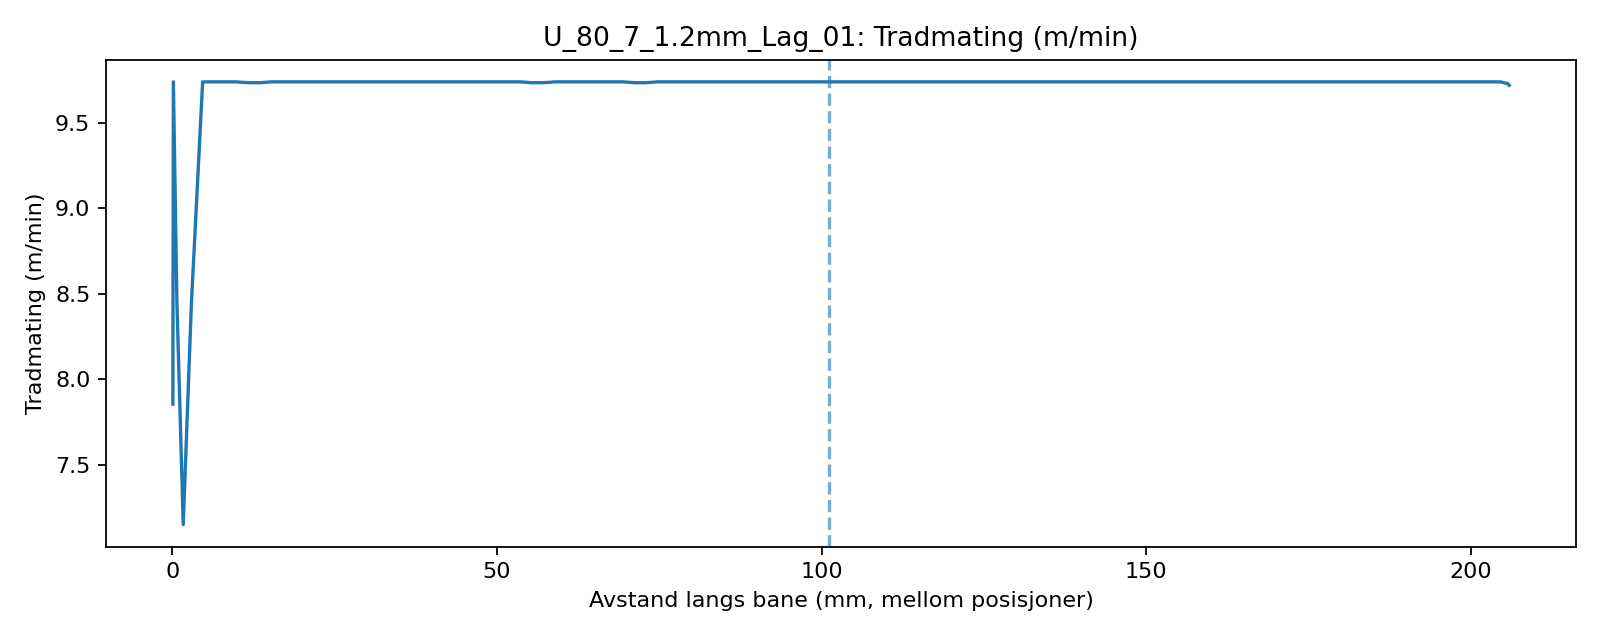 U_80_7_1.2mm_Lag_01: Tradmating (m/min)
Tradmating (m/min)
9.5
9.0
8.5
8.0
7.5
0 50 100 150 200
Avstand langs bane (mm, mellom posisjoner)